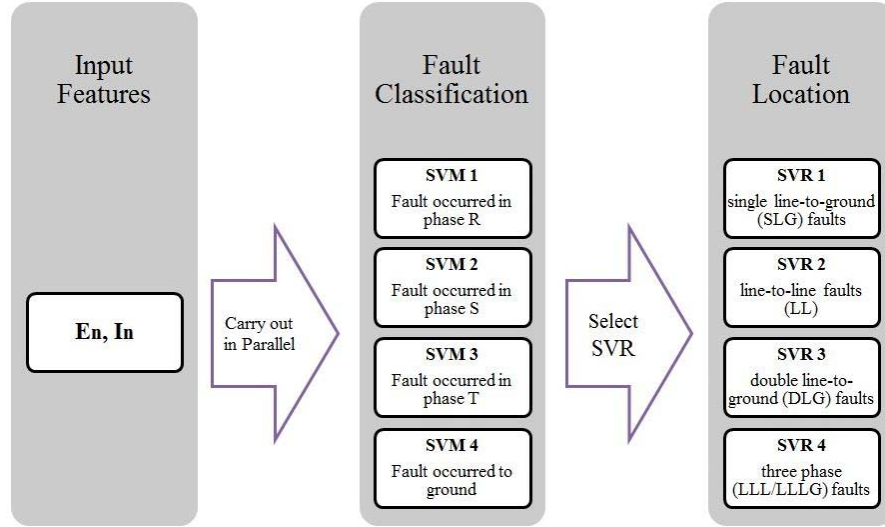 Input
Features
En, In
Carry out
in Parallel
Fault
Classification
SVM 1
Fault occurred in
phase R
SVM 2
Fault occurred in
phase S
SVM 3
Fault occurred in
phase T
SVM 4
Fault occurred to
ground
Select
SVR
Fault
Location
SVR 1
single line-to-ground
(SLG) faults
SVR 2
line-to-line faults
(LL)
SVR 3
double line-to-
ground (DLG) faults
SVR 4
three phase
(LLL/LLLG) faults